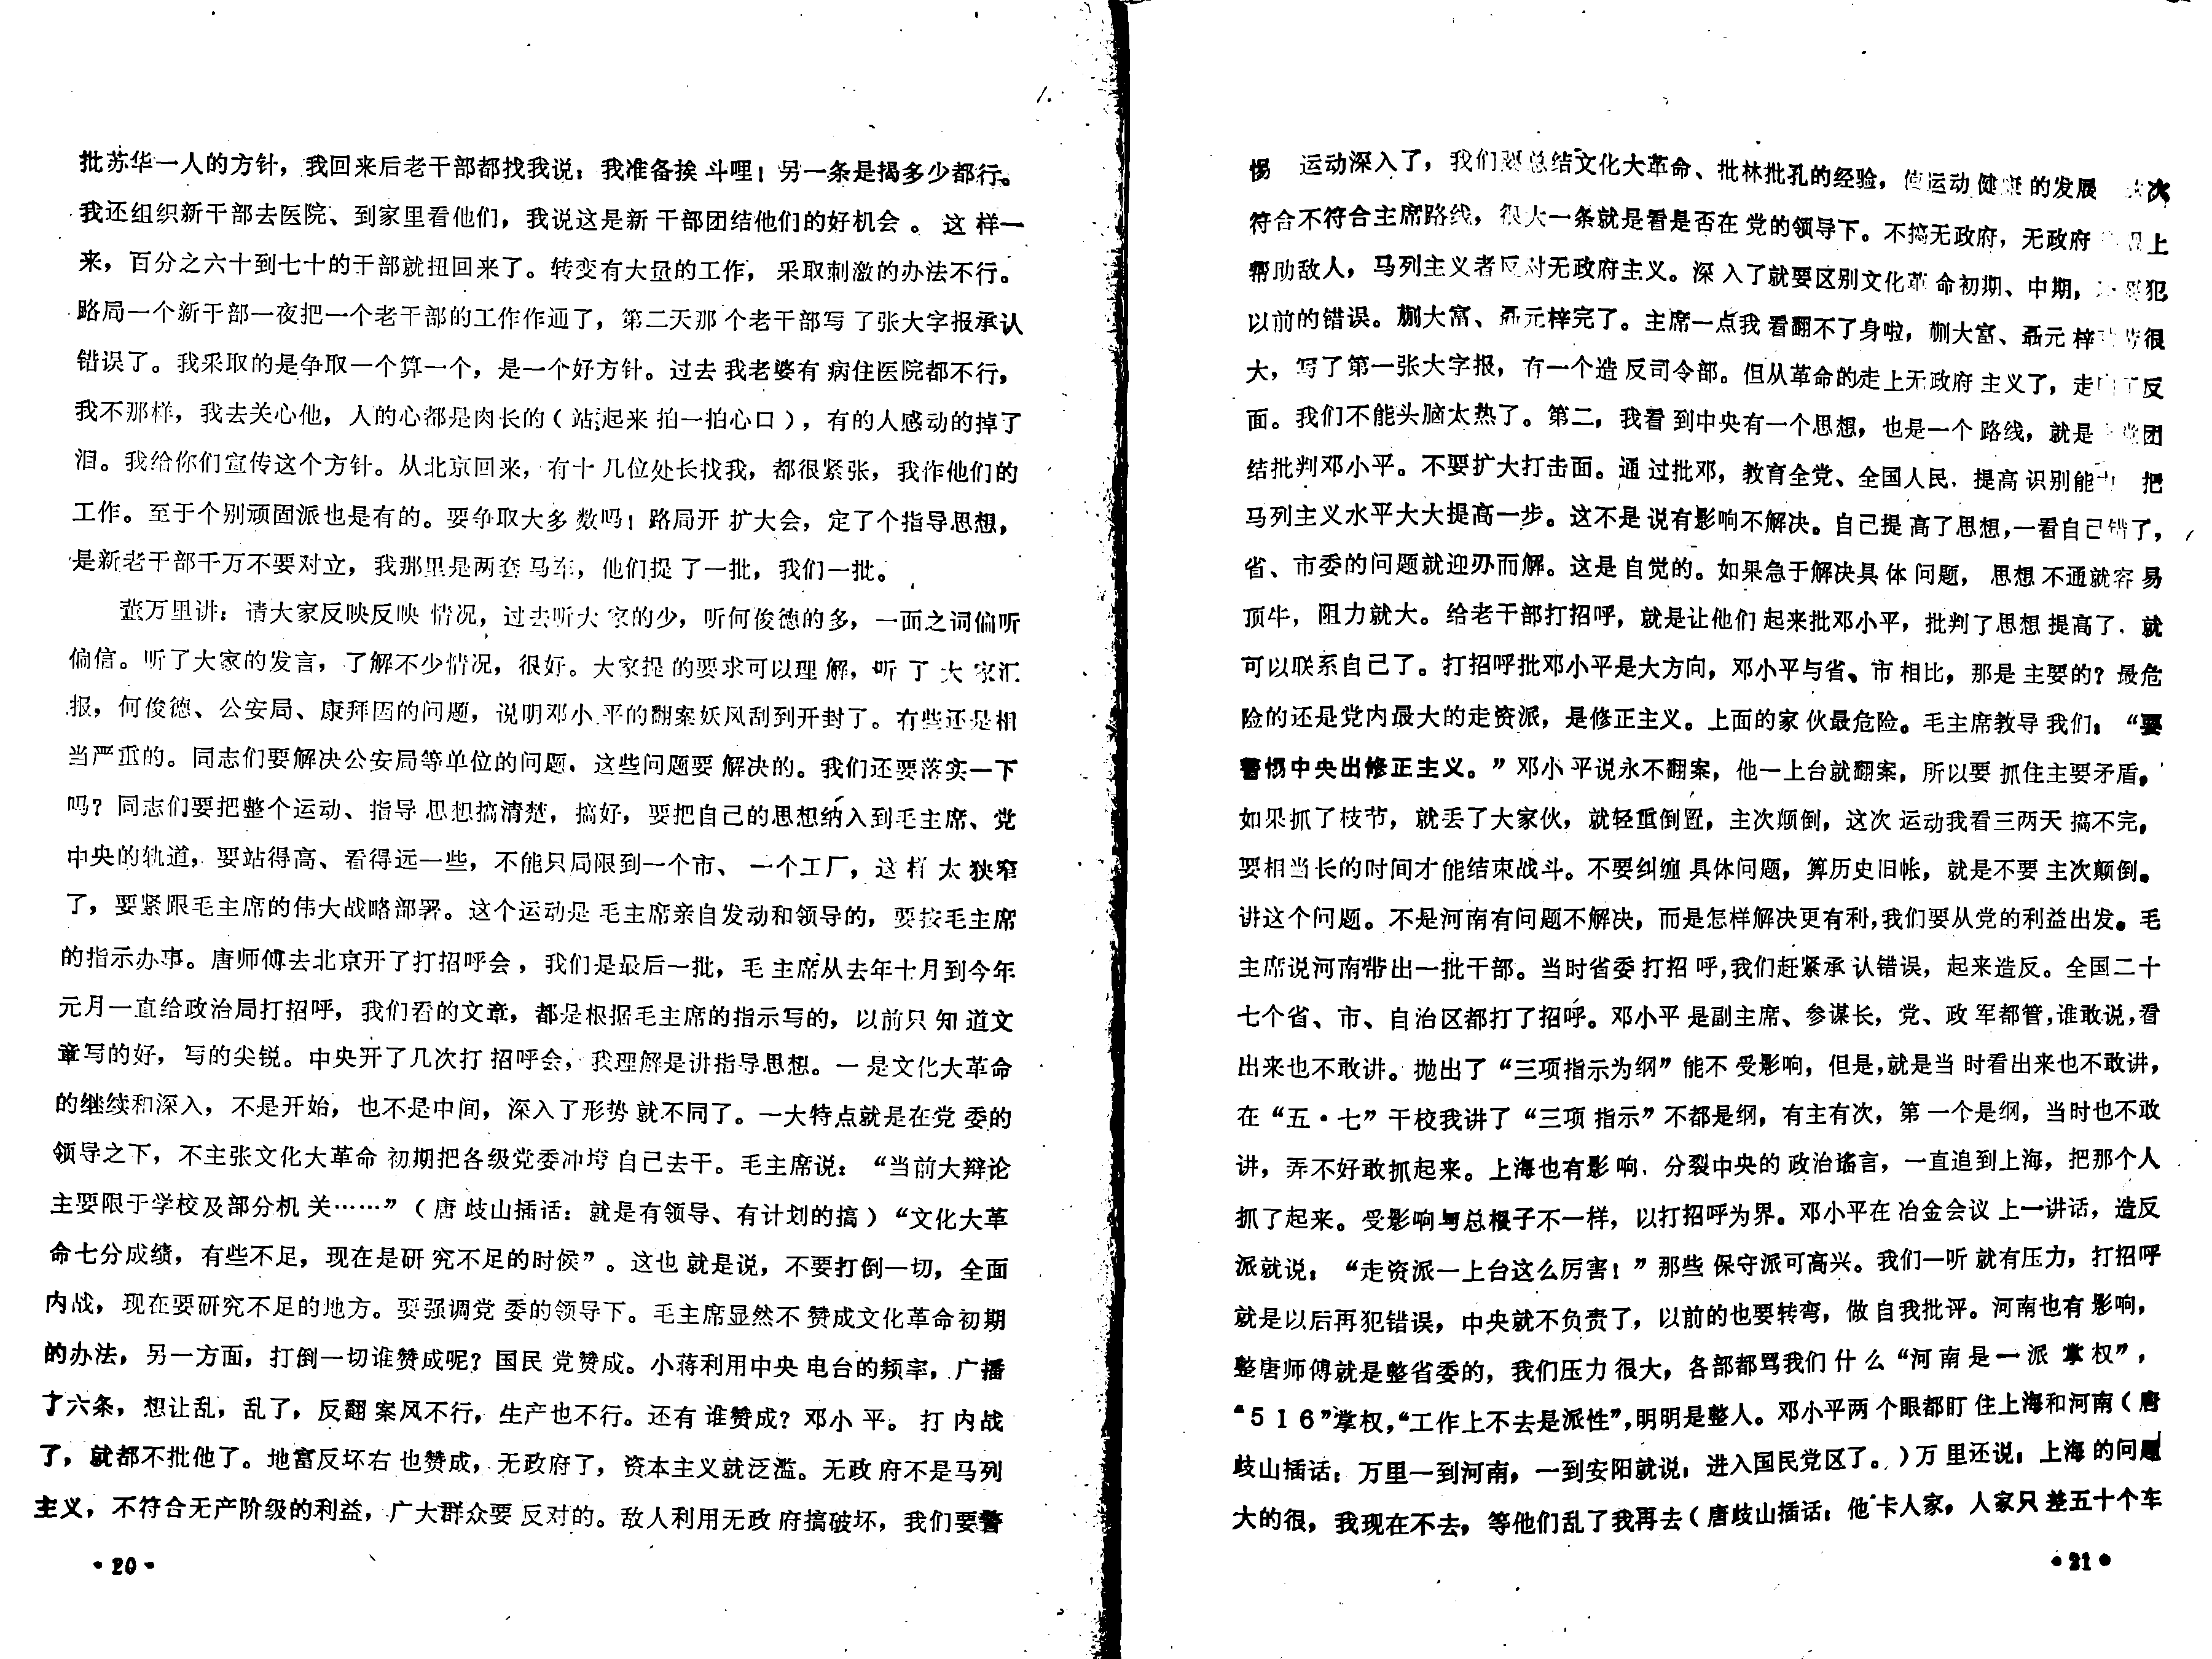 批苏华一人的方针，我回来后老干部都找我说：我准备挨斗哩！另一条是揭多少都行。
我还组织新干部去医院、到家里看他们，我说这是新干部团结他们的好机会。这样一
来，百分之六十到七十的干部就扭回来了。转变有大量的工作，采取刺激的办法不行。
路局一个新干部一夜把一个老干部的工作作通了，第二天那个老干部写了张大字报承认
错误了。我采取的是争取一个算一个，是一个好方针。过去我老婆有病住医院都不行，
我不那样，我去关心他，人的心都是肉长的（站起来拍一拍心口），有的人感动的掉了
泪。我给你们宣传这个方针。从北京回来，有十几位处长找我，都很紧张，我作他们的
工作。至于个别顽固派也是有的。要争取大多数吗！路局开扩大会，定了个指导思想，
是新老干部千万不要对立，我那里是两套马车，他们提了一批，我们一批。
万里讲：请大家反映反映情况，过去听大家的少，听何俊德的多，一面之词偏听
偏信。听了大家的发言，了解不少情况，很好。大家提的要求可以理解，听了大家汇
报，何俊德、公安局、康拜因的问题，说明邓小平的翻案妖风刮到开封了。有些还是相
当严重的。同志们要解决公安局等单位的问题，这些问题要解决的。我们还要落实一下
吗？同志们要把整个运动、指导思想搞清楚，搞好，要把自己的思想纳入到毛主席、党
中央的轨道，要站得高、看得远一些，不能只局限到一个市、一个工厂，这样太狭窄
了，要紧跟毛主席的伟大战略部署。这个运动是毛主席亲自发动和领导的，要按毛主席
的指示办事。唐师傅去北京开了打招呼会，我们是最后一批，毛主席从去年十月到今年
元月一直给政治局打招呼，我们看的文章，都是根据毛主席的指示写的，以前只知道文
章写的好，写的尖锐。中央开了几次打招呼会，我理解是讲指导思想。一是文化大革命
的继续和深入，不是开始，也不是中间，深入了形势就不同了。一大特点就是在党委的
领导之下，不主张文化大革命初期把各级党委冲垮自己去干。毛主席说：“当前大辩论
主要限于学校及部分机关……”（唐歧山插话：就是有领导、有计划的搞）“文化大革
命七分成绩，有些不足，现在是研究不足的时候”。这也就是说，不要打倒一切，全面
内战，现在要研究不足的地方。要强调党委的领导下。毛主席显然不赞成文化革命初期
的办法，另一方面，打倒一切谁赞成呢？国民党赞成。小蒋利用中央电台的频率，广播
了六条，想让乱，乱了，反翻案风不行，生产也不行。还有谁赞成？邓小平。打内战
了，就都不批他了。地富反坏右也赞成，无政府了，资本主义就泛滥。无政府不是马列
主义，不符合无产阶级的利益，广大群众要反对的。敌人利用无政府搞破坏，我们要警
·20·
惕 运动深入了，我们要总结文化大革命、批林批孔的经验，使运动健康的发展 次
符合不符合主席路线，很大一条就是看是否在党的领导下。不搞无政府，无政府 上
帮助敌人，马列主义者反对无政府主义。深入了就要区别文化革命初期、中期， 犯
以前的错误。蒯大富、聂元梓完了。主席一点我看翻不了身啦，蒯大富、聂元梓 很
大，写了第一张大字报，有一个造反司令部。但从革命的走上无政府主义了，走向了反
面。我们不能头脑太热了。第二，我看到中央有一个思想，也是一个路线，就是 团
结批判邓小平。不要扩大打击面。通过批邓，教育全党、全国人民，提高识别能力 把
马列主义水平大大提高一步。这不是说有影响不解决。自己提高了思想，一看自己错了，
省、市委的问题就迎刃而解。这是自觉的。如果急于解决具体问题，思想不通就容易
顶牛，阻力就大。给老干部打招呼，就是让他们起来批邓小平，批判了思想提高了，就
可以联系自己了。打招呼批邓小平是大方向，邓小平与省、市相比，那是主要的？最危
险的还是党内最大的走资派，是修正主义。上面的家伙最危险。毛主席教导我们：“要
警惕中央出修正主义。”邓小平说永不翻案，他一上台就翻案，所以要抓住主要矛盾，
如果抓了枝节，就丢了大家伙，就轻重倒置，主次颠倒，这次运动我看三两天搞不完，
要相当长的时间才能结束战斗。不要纠缠具体问题，算历史旧帐，就是不要主次颠倒。
讲这个问题。不是河南有问题不解决，而是怎样解决更有利，我们要从党的利益出发。毛
主席说河南带出一批干部。当时省委打招呼，我们赶紧承认错误，起来造反。全国二十
七个省、市、自治区都打了招呼。邓小平是副主席、参谋长，党、政军都管，谁敢说，看
出来也不敢讲。抛出了“三项指示为纲”能不受影响，但是，就是当时看出来也不敢讲，
在“五·七”干校我讲了“三项指示”不都是纲，有主有次，第一个是纲，当时也不敢
讲，弄不好敢抓起来。上海也有影响，分裂中央的政治谣言，一直追到上海，把那个人
抓了起来。受影响与总根子不一样，以打招呼为界。邓小平在冶金会议上一讲话，造反
派就说：“走资派一上台这么厉害！”那些保守派可高兴。我们一听就有压力，打招呼
就是以后再犯错误，中央就不负责了，以前的也要转弯，做自我批评。河南也有影响，
整唐师傅就是整省委的，我们压力很大，各部都骂我们什么“河南是一派掌权”，
“516”掌权，“工作上不去是派性”，明明是整人。邓小平两个眼都盯住上海和河南（唐
歧山插话：万里一到河南，一到安阳就说：进入国民党区了。）万里还说：上海的问题
大的很，我现在不去，等他们乱了我再去（唐歧山插话：他卡人家，人家只差五十个车
·21·